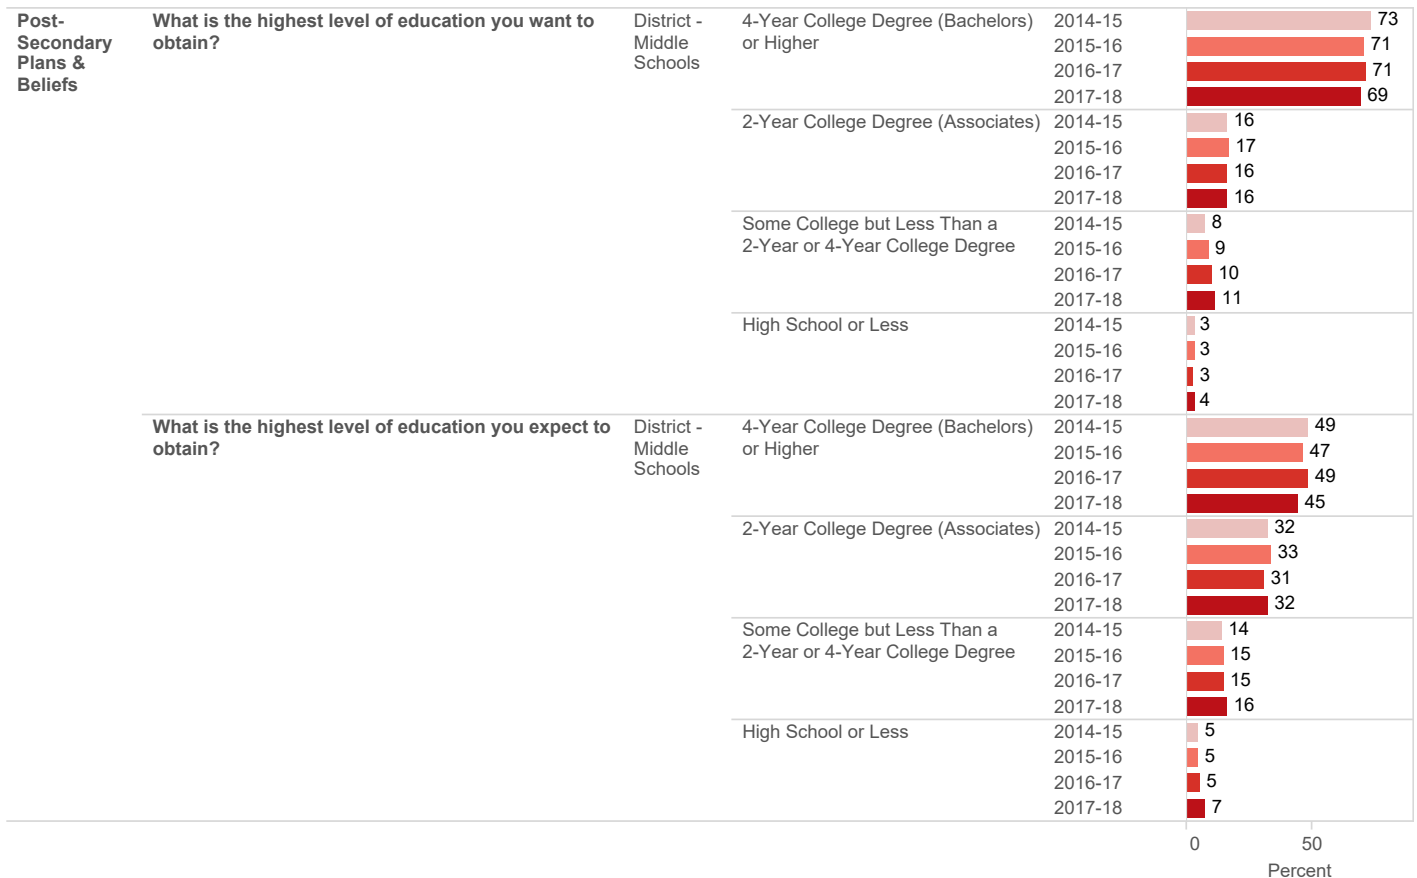 Post-
Secondary
Plans &
Beliefs
What is the highest level of education you want to
obtain?
District -
Middle
Schools
4-Year College Degree (Bachelors)
or Higher
2014-15 73
2015-16 71
2016-17 71
2017-18 69
2-Year College Degree (Associates)
2014-15 16
2015-16 17
2016-17 16
2017-18 16
Some College but Less Than a
2-Year or 4-Year College Degree
2014-15 8
2015-16 9
2016-17 10
2017-18 11
High School or Less
2014-15 3
2015-16 3
2016-17 3
2017-18 4
What is the highest level of education you expect to
obtain?
District -
Middle
Schools
4-Year College Degree (Bachelors)
or Higher
2014-15 49
2015-16 47
2016-17 49
2017-18 45
2-Year College Degree (Associates)
2014-15 32
2015-16 33
2016-17 31
2017-18 32
Some College but Less Than a
2-Year or 4-Year College Degree
2014-15 14
2015-16 15
2016-17 15
2017-18 16
High School or Less
2014-15 5
2015-16 5
2016-17 5
2017-18 7
0 50
Percent